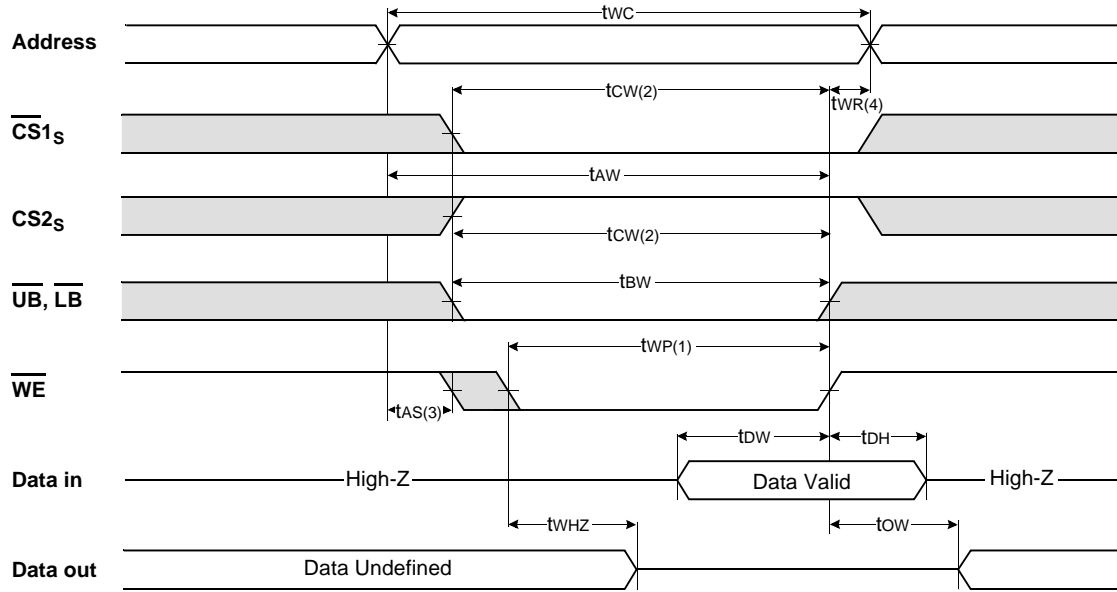 tWC
Address
tCW(2)
tWR(4)
CS1S
tAW
CS2S
tCW(2)
tBW
UB, LB
tWP(1)
WE
tAS(3)
tDW
tDH
Data in
High-Z
Data Valid
High-Z
tWHZ
tOW
Data out
Data Undefined